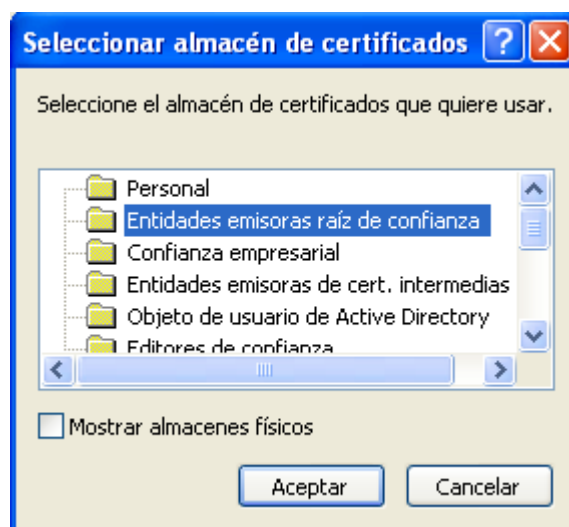 Seleccionar almacén de certificados
Seleccione el almacén de certificados que quiere usar.
Personal
Entidades emisoras raíz de confianza
Confianza empresarial
Entidades emisoras de cert. intermedias
Objeto de usuario de Active Directory
Editores de confianza
Mostrar almacenes físicos
Aceptar
Cancelar